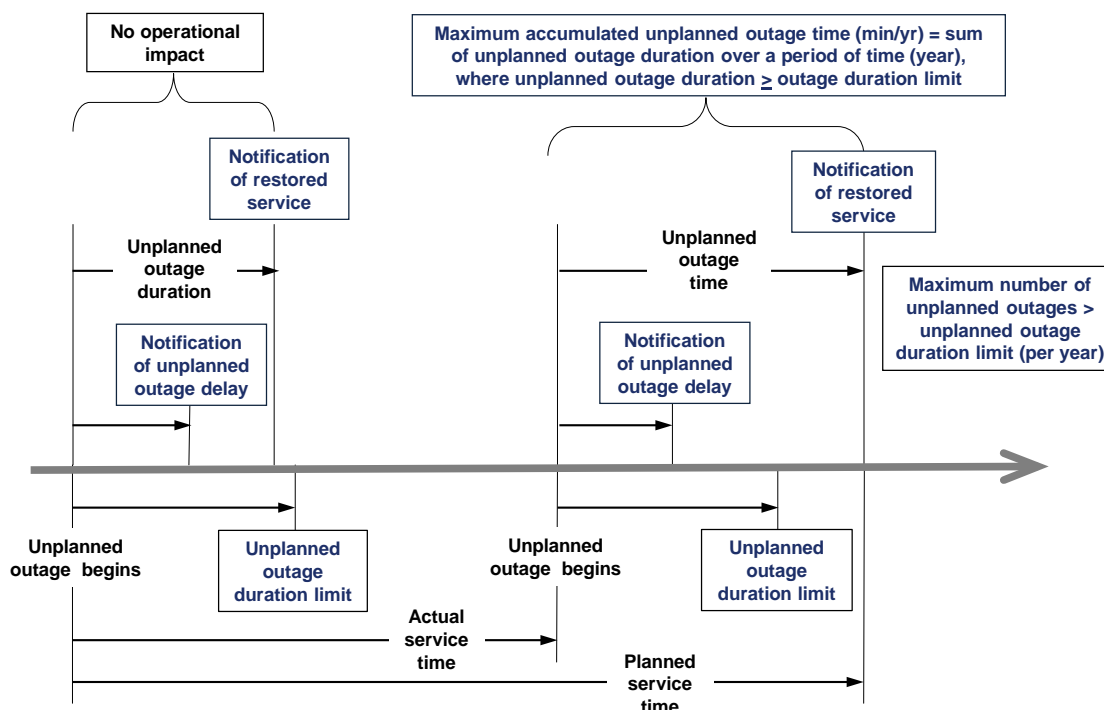 No operational
impact
Maximum accumulated unplanned outage time (min/yr) = sum
of unplanned outage duration over a period of time (year),
where unplanned outage duration ≥ outage duration limit
Notification
of restored
service
Notification
of restored
service
Unplanned
outage
duration
Unplanned
outage
time
Maximum number of
unplanned outages >
unplanned outage
duration limit (per year)
Notification
of unplanned
outage delay
Notification
of unplanned
outage delay
Unplanned
outage begins
Unplanned
outage
duration limit
Unplanned
outage begins
Unplanned
outage
duration limit
Actual
service
time
Planned
service
time